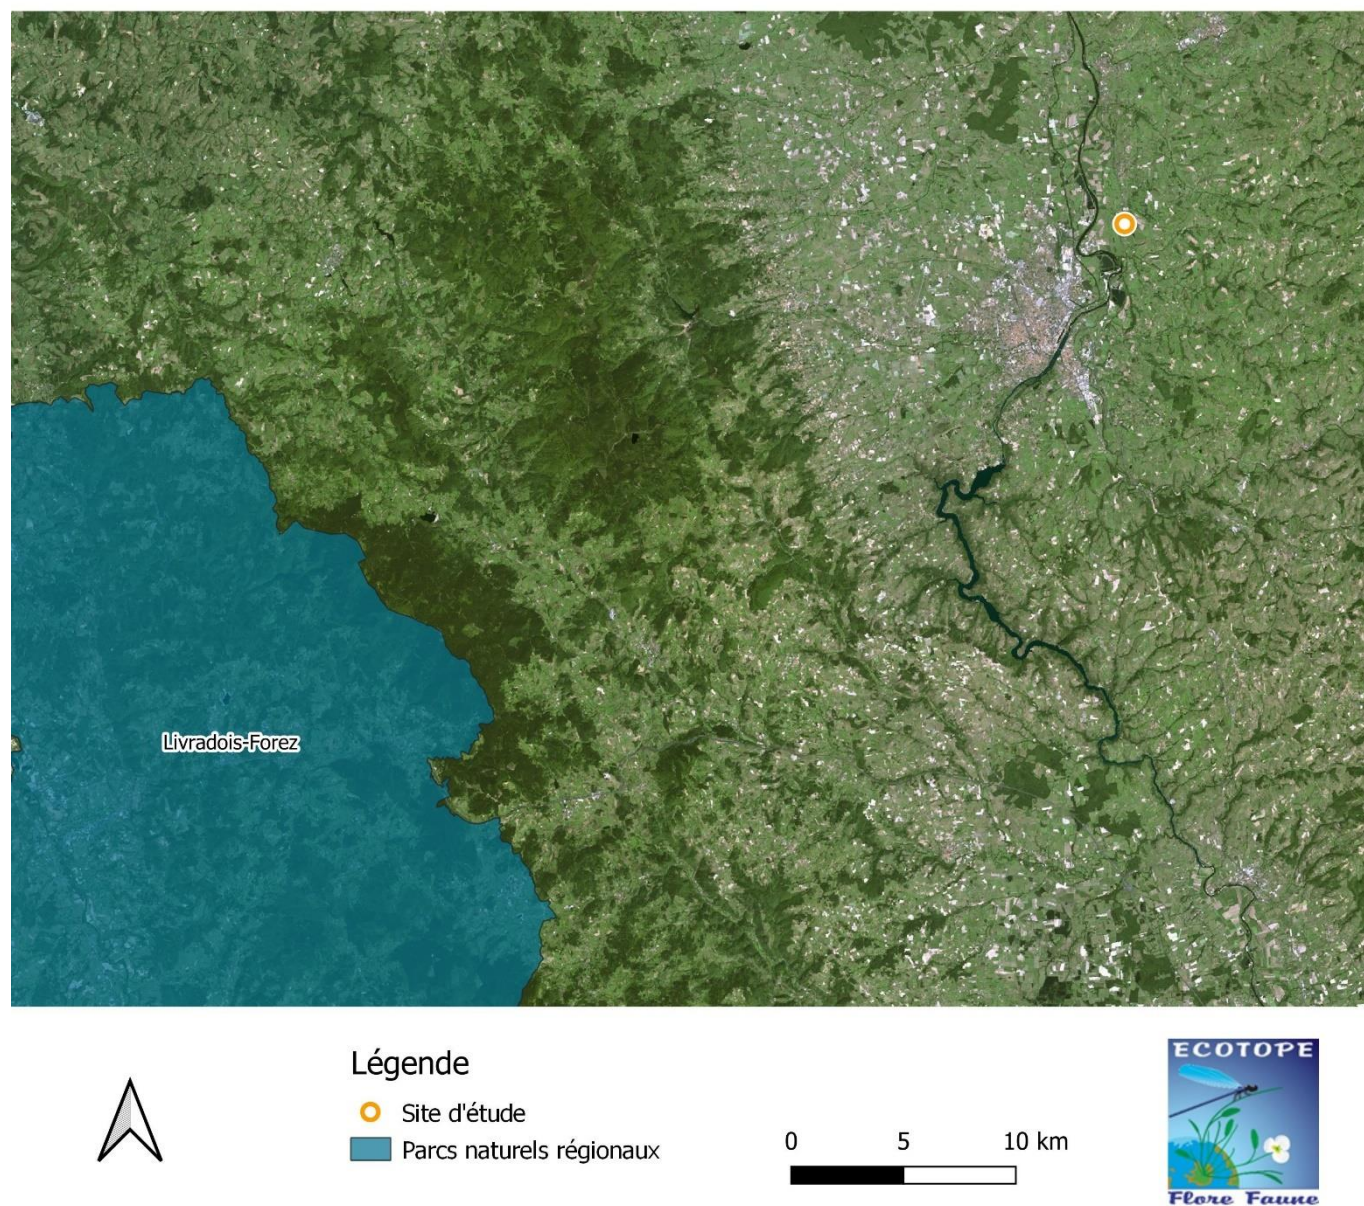 Livradois-Forez
Légende
Site d'étude
Parcs naturels régionaux
0 5 10 km
ECOTOPE
Flore Faune